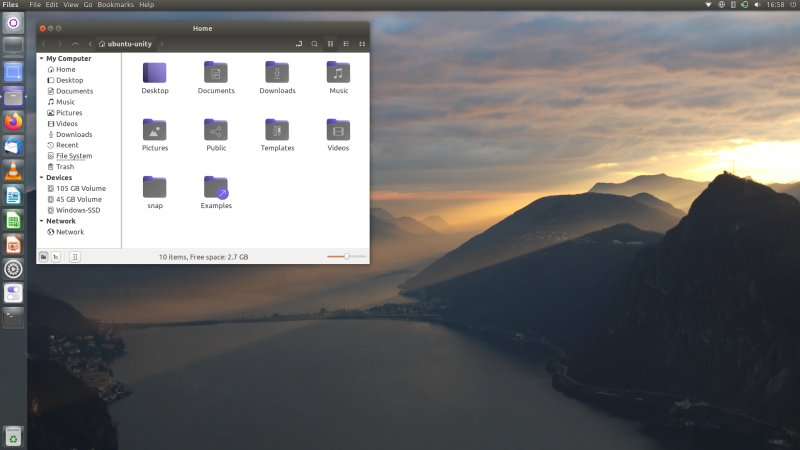 Files File Edit View Go Bookmarks Help 16:58
Home
ubuntu-unity
My Computer
Home
Desktop
Documents
Music
Pictures
Videos
Downloads
Recent
File System
Trash
Devices
105 GB Volume
45 GB Volume
Windows-SSD
Network
Network
Desktop Documents Downloads Music
Pictures Public Templates Videos
snap Examples
10 items, Free space: 2.7 GB